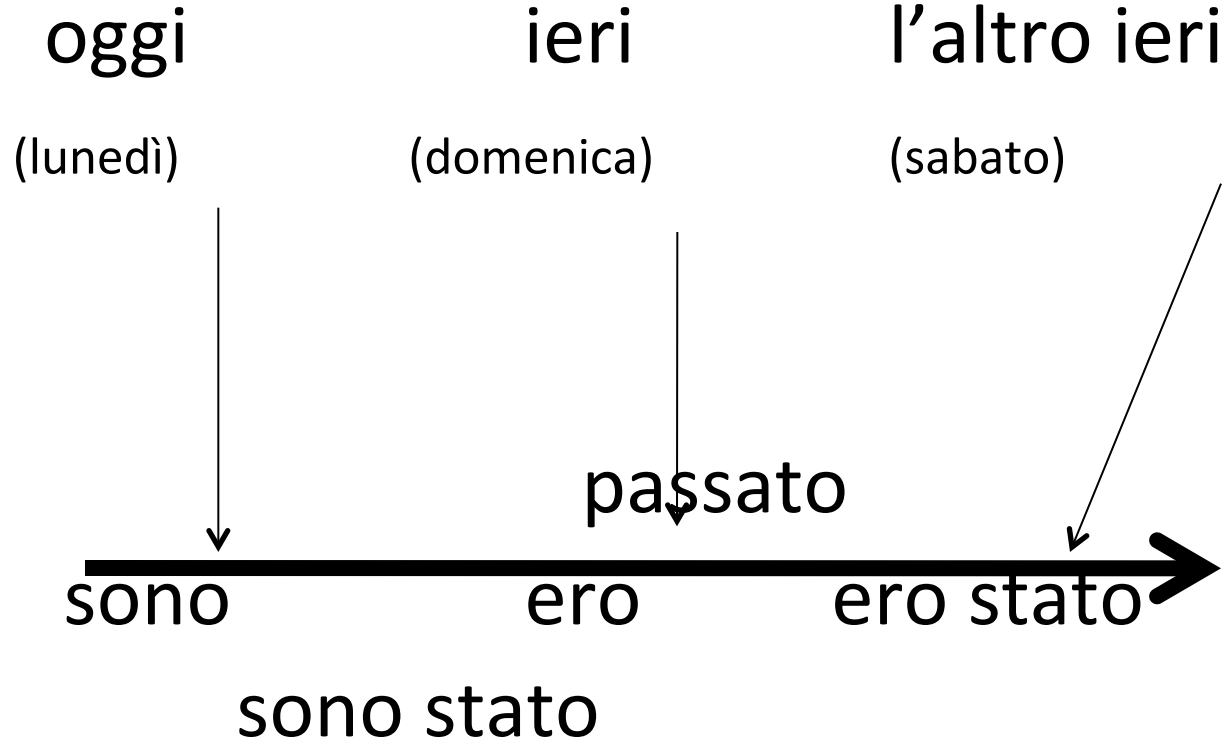 oggi ieri l’altro ieri
(lunedì) (domenica) (sabato)
passato
sono ero ero stato
sono stato